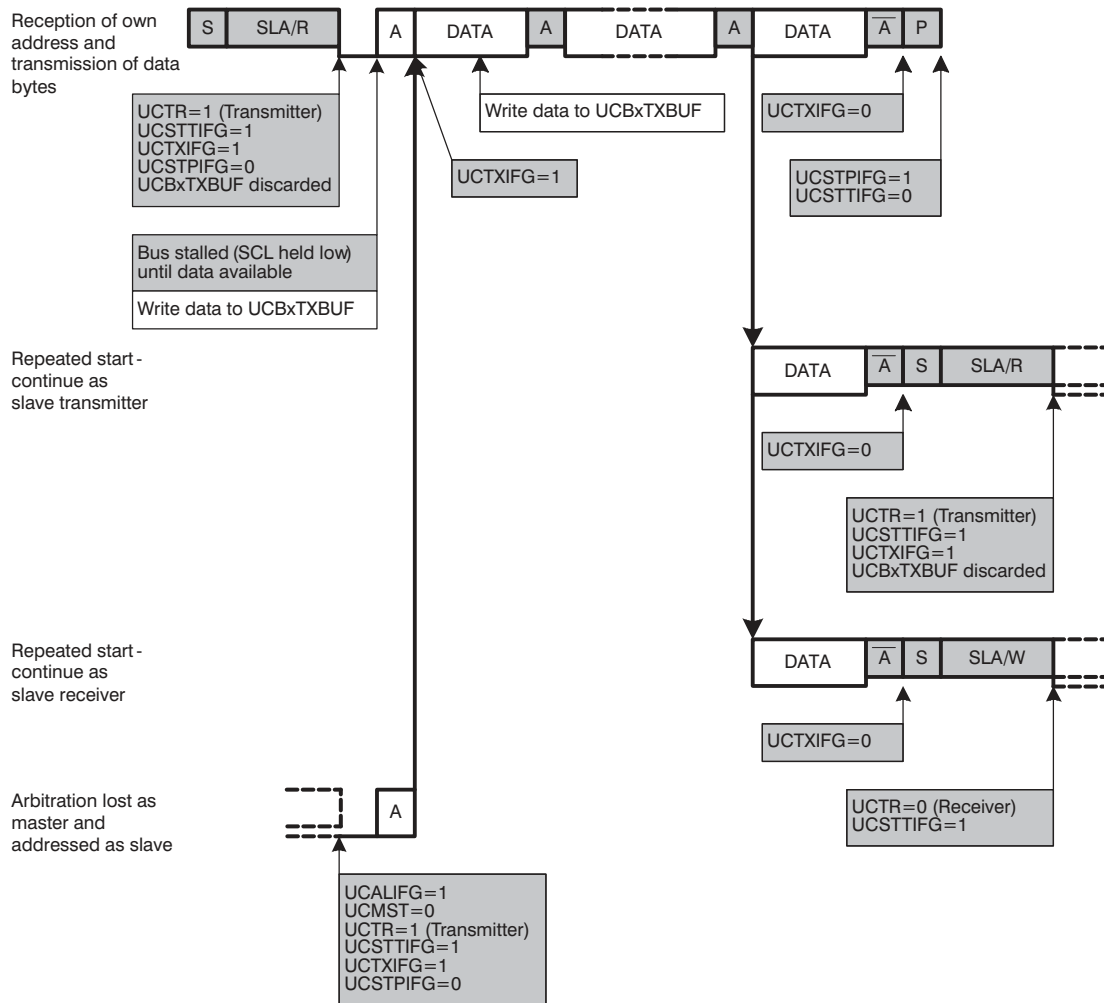 Reception of own
address and
transmission of data
bytes
S SLA/R A DATA A DATA A DATA A P
UCTR=1 (Transmitter)
UCSTTIFG=1
UCTXIFG=1
UCSTPIFG=0
UCBxTXBUF discarded
Write data to UCBxTXBUF
UCTXIFG=1
UCTXIFG=0
UCSTPIFG=1
UCSTTIFG=0
Bus stalled (SCL held low)
until data available
Write data to UCBxTXBUF
Repeated start-
continue as
slave transmitter
DATA A S SLA/R
UCTXIFG=0
UCTR=1 (Transmitter)
UCSTTIFG=1
UCTXIFG=1
UCBxTXBUF discarded
Repeated start-
continue as
slave receiver
DATA A S SLA/W
UCTXIFG=0
UCTR=0 (Receiver)
UCSTTIFG=1
Arbitration lost as
master and
addressed as slave
A
UCALIFG=1
UCMST=0
UCTR=1 (Transmitter)
UCSTTIFG=1
UCTXIFG=1
UCSTPIFG=0